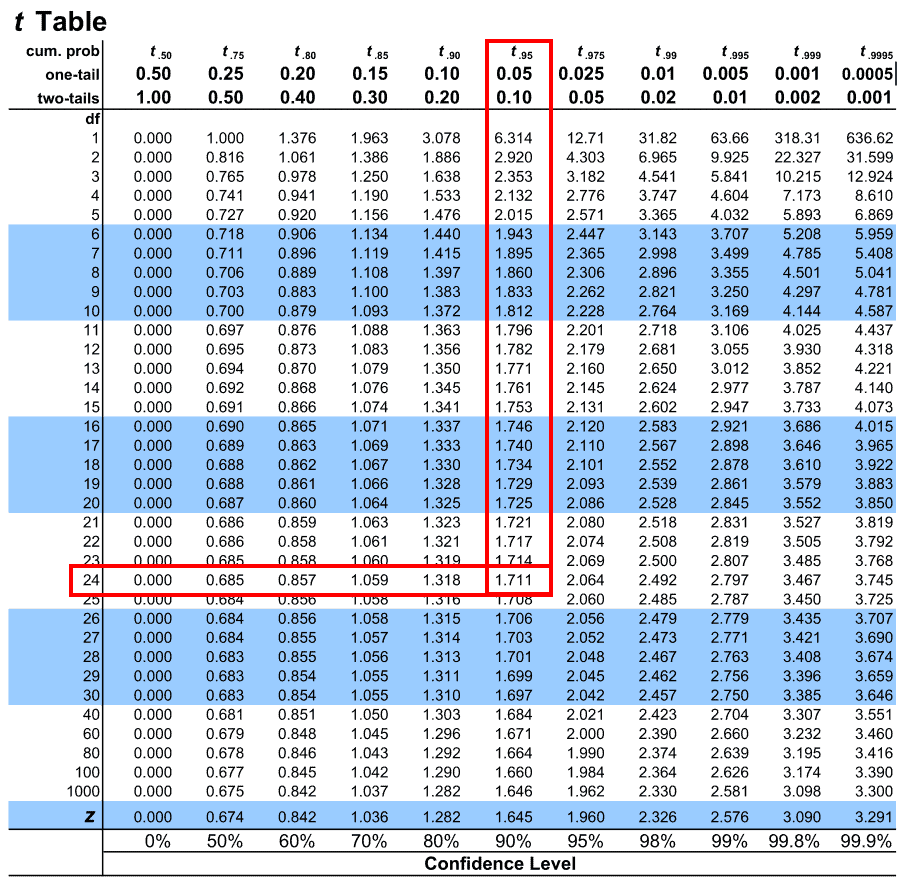 t Table
cum. prob t .50 t .75 t .80 t .85 t .90 t .95 t .975 t .99 t .995 t .999 t .9995
one-tail 0.50 0.25 0.20 0.15 0.10 0.05 0.025 0.01 0.005 0.001 0.0005
two-tails 1.00 0.50 0.40 0.30 0.20 0.10 0.05 0.02 0.01 0.002 0.001
df
1 0.000 1.000 1.376 1.963 3.078 6.314 12.71 31.82 63.66 318.31 636.62
2 0.000 0.816 1.061 1.386 1.886 2.920 4.303 6.965 9.925 22.327 31.599
3 0.000 0.765 0.978 1.250 1.638 2.353 3.182 4.541 5.841 10.215 12.924
4 0.000 0.741 0.941 1.190 1.533 2.132 2.776 3.747 4.604 7.173 8.610
5 0.000 0.727 0.920 1.156 1.476 2.015 2.571 3.365 4.032 5.893 6.869
6 0.000 0.718 0.906 1.134 1.440 1.943 2.447 3.143 3.707 5.208 5.959
7 0.000 0.711 0.896 1.119 1.415 1.895 2.365 2.998 3.499 4.785 5.408
8 0.000 0.706 0.889 1.108 1.397 1.860 2.306 2.896 3.355 4.501 5.041
9 0.000 0.703 0.883 1.100 1.383 1.833 2.262 2.821 3.250 4.297 4.781
10 0.000 0.700 0.879 1.093 1.372 1.812 2.228 2.764 3.169 4.144 4.587
11 0.000 0.697 0.876 1.088 1.363 1.796 2.201 2.718 3.106 4.025 4.437
12 0.000 0.695 0.873 1.083 1.356 1.782 2.179 2.681 3.055 3.930 4.318
13 0.000 0.694 0.870 1.079 1.350 1.771 2.160 2.650 3.012 3.852 4.221
14 0.000 0.692 0.868 1.076 1.345 1.761 2.145 2.624 2.977 3.787 4.140
15 0.000 0.691 0.866 1.074 1.341 1.753 2.131 2.602 2.947 3.733 4.073
16 0.000 0.690 0.865 1.071 1.337 1.746 2.120 2.583 2.921 3.686 4.015
17 0.000 0.689 0.863 1.069 1.333 1.740 2.110 2.567 2.898 3.646 3.965
18 0.000 0.688 0.862 1.067 1.330 1.734 2.101 2.552 2.878 3.610 3.922
19 0.000 0.688 0.861 1.066 1.328 1.729 2.093 2.539 2.861 3.579 3.883
20 0.000 0.687 0.860 1.064 1.325 1.725 2.086 2.528 2.845 3.552 3.850
21 0.000 0.686 0.859 1.063 1.323 1.721 2.080 2.518 2.831 3.527 3.819
22 0.000 0.686 0.858 1.061 1.321 1.717 2.074 2.508 2.819 3.505 3.792
23 0.000 0.685 0.858 1.060 1.319 1.714 2.069 2.500 2.807 3.485 3.768
24 0.000 0.685 0.857 1.059 1.318 1.711 2.064 2.492 2.797 3.467 3.745
25 0.000 0.684 0.856 1.058 1.316 1.708 2.060 2.485 2.787 3.450 3.725
26 0.000 0.684 0.856 1.058 1.315 1.706 2.056 2.479 2.779 3.435 3.707
27 0.000 0.684 0.855 1.057 1.314 1.703 2.052 2.473 2.771 3.421 3.690
28 0.000 0.683 0.855 1.056 1.313 1.701 2.048 2.467 2.763 3.408 3.674
29 0.000 0.683 0.854 1.055 1.311 1.699 2.045 2.462 2.756 3.396 3.659
30 0.000 0.683 0.854 1.055 1.310 1.697 2.042 2.457 2.750 3.385 3.646
40 0.000 0.681 0.851 1.050 1.303 1.684 2.021 2.423 2.704 3.307 3.551
60 0.000 0.679 0.848 1.045 1.296 1.671 2.000 2.390 2.660 3.232 3.460
80 0.000 0.678 0.846 1.043 1.292 1.664 1.990 2.374 2.639 3.195 3.416
100 0.000 0.677 0.845 1.042 1.290 1.660 1.984 2.364 2.626 3.174 3.390
1000 0.000 0.675 0.842 1.037 1.282 1.646 1.962 2.330 2.581 3.098 3.300
z 0.000 0.674 0.842 1.036 1.282 1.645 1.960 2.326 2.576 3.090 3.291
0% 50% 60% 70% 80% 90% 95% 98% 99% 99.8% 99.9%
Confidence Level